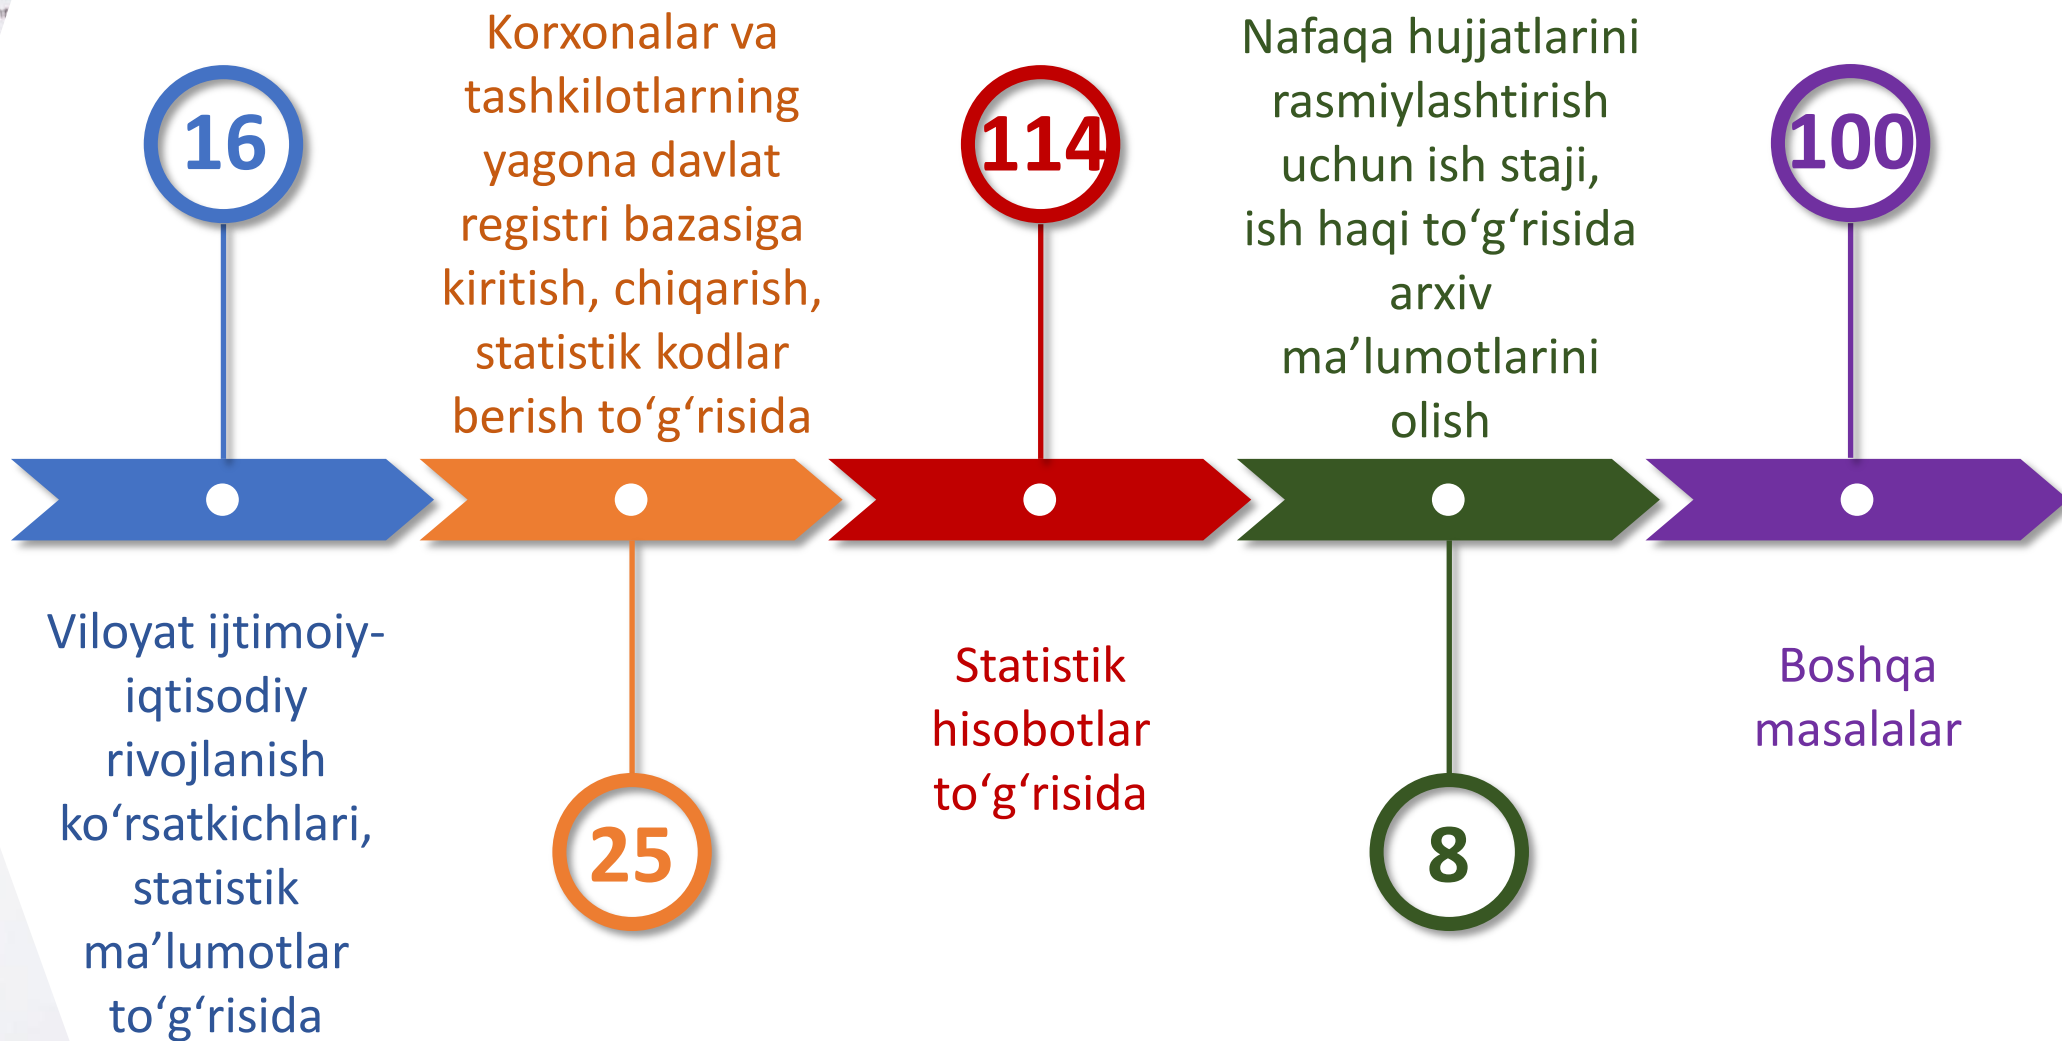 16
Viloyat ijtimoiy-
iqtisodiy
rivojlanish
ko‘rsatkichlari,
statistik
ma’lumotlar
to‘g‘risida
Korxonalar va
tashkilotlarning
yagona davlat
registri bazasiga
kiritish, chiqarish,
statistik kodlar
berish to‘g‘risida
25
114
Statistik
hisobotlar
to‘g‘risida
Nafaqa hujjatlarini
rasmiylashtirish
uchun ish staji,
ish haqi to‘g‘risida
arxiv
ma’lumotlarini
olish
8
100
Boshqa
masalalar